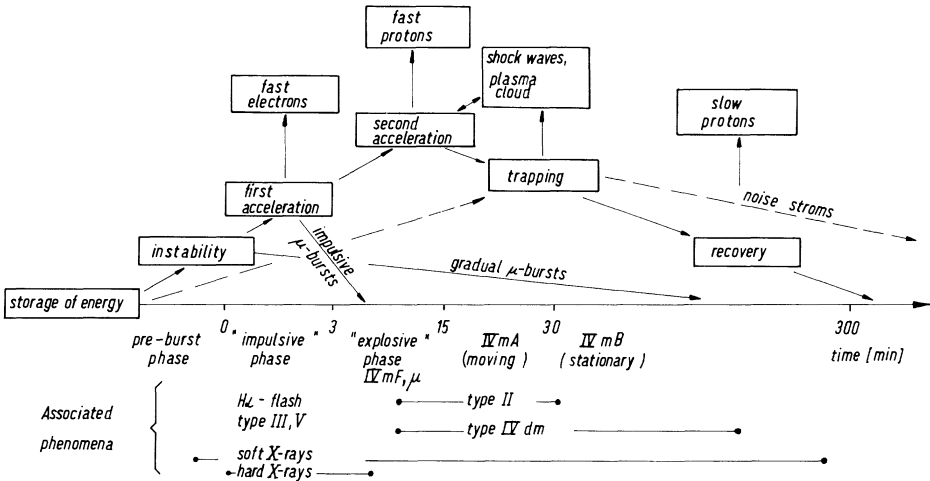 fast
protons
shock waves,
plasma
cloud
fast
electrons
slow
protons
second
acceleration
trapping
first
acceleration
noise stroms
impulsive
μ-bursts
instability
recovery
gradual μ-bursts
storage of energy
0
3
15
30
300
pre-burst
phase
"impulsive"
phase
"explosive"
phase
IV mF, μ
IV mA
(moving)
IV mB
(stationary)
time [min]
Associated
phenomena
Hα - flash
type III, V
type II
type IV dm
soft X-rays
hard X-rays